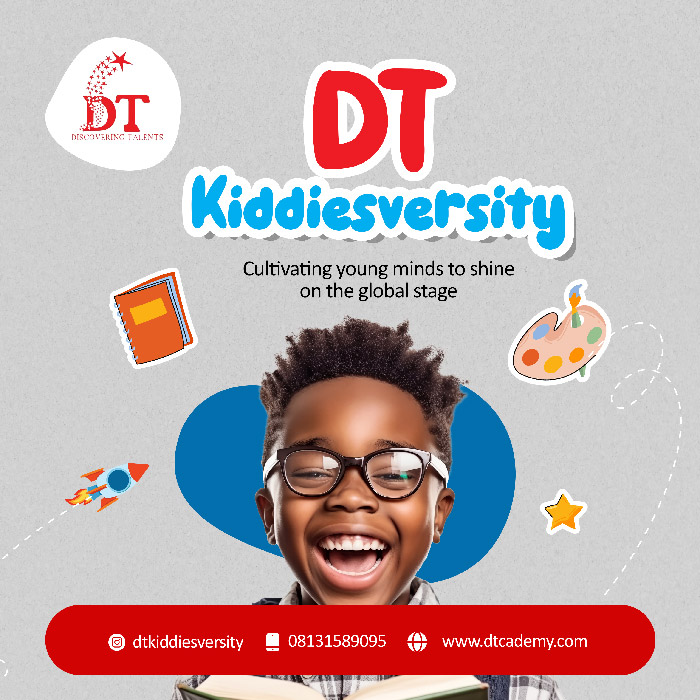 DT
DISCOVERING TALENTS
DT
Kiddiesversity
Cultivating young minds to shine
on the global stage
dtkiddiesversity 08131589095 www.dtcademy.com